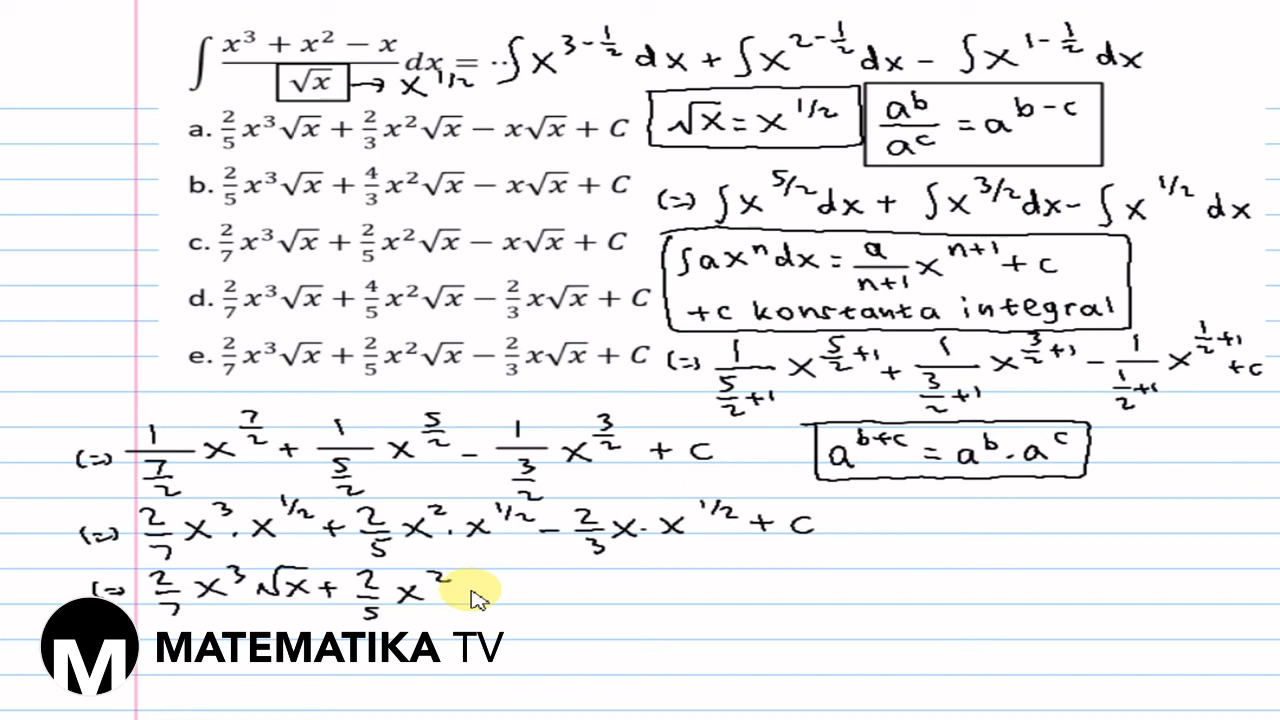 ∫ (x³ + x² − x)/√x dx = ··· ∫ x^(3−1/2) dx + ∫ x^(2−1/2) dx − ∫ x^(1−1/2) dx
→ x^(1/2)
√x = x^(1/2)
a^b/a^c = a^(b−c)
a. 2/5 x³√x + 2/3 x²√x − x√x + C
b. 2/5 x³√x + 4/3 x²√x − x√x + C
c. 2/7 x³√x + 2/5 x²√x − x√x + C
d. 2/7 x³√x + 4/5 x²√x − 2/3 x√x + C
e. 2/7 x³√x + 2/5 x²√x − 2/3 x√x + C
(=) ∫ x^(5/2) dx + ∫ x^(3/2) dx − ∫ x^(1/2) dx
∫ax^n dx = a/(n+1) x^(n+1) + c
+c konstanta integral
(=) 1/(5/2+1) x^(5/2+1) + 1/(3/2+1) x^(3/2+1) − 1/(1/2+1) x^(1/2+1) + c
(=) 1/(7/2) x^(7/2) + 1/(5/2) x^(5/2) − 1/(3/2) x^(3/2) + c
a^(b+c) = a^b · a^c
(=) 2/7 x³ · x^(1/2) + 2/5 x² · x^(1/2) − 2/3 x · x^(1/2) + c
(= 2/7 x³ √x + 2/5 x²
M MATEMATIKA TV